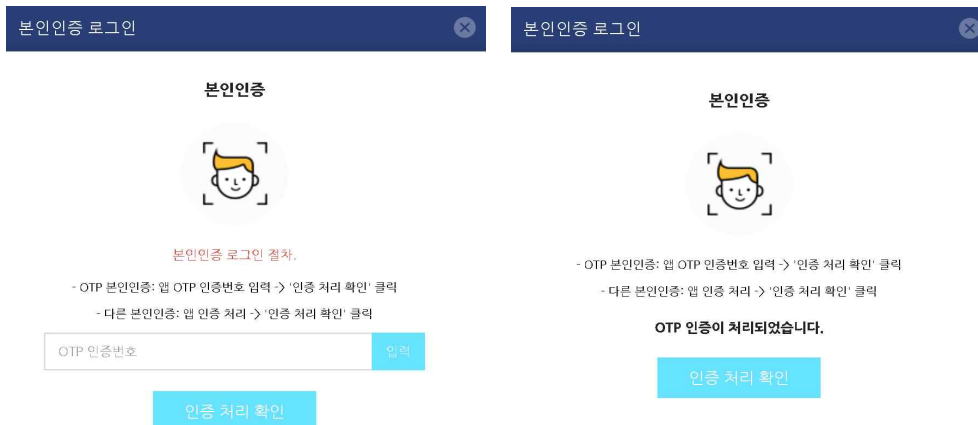 본인인증 로그인
본인인증
본인인증 로그인 절차.
- OTP 본인인증: 앱 OTP 인증번호 입력 -> '인증 처리 확인' 클릭
- 다른 본인인증: 앱 인증 처리 -> '인증 처리 확인' 클릭
OTP 인증번호
입력
인증 처리 확인
본인인증 로그인
본인인증
- OTP 본인인증: 앱 OTP 인증번호 입력 -> '인증 처리 확인' 클릭
- 다른 본인인증: 앱 인증 처리 -> '인증 처리 확인' 클릭
OTP 인증이 처리되었습니다.
인증 처리 확인